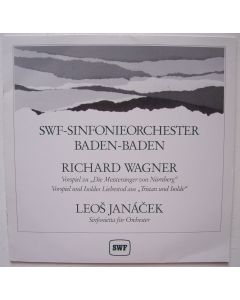 SWF-SINFONIEORCHESTER
BADEN-BADEN
RICHARD WAGNER
Vorspiel zu „Die Meistersinger von Nürnberg“
Vorspiel und Isoldes Liebestod aus „Tristan und Isolde“
LEOŠ JANÁČEK
Sinfonietta für Orchester
SWF